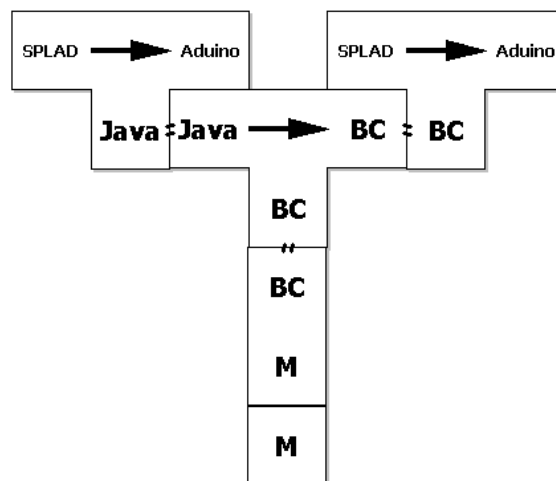 SPLAD Aduino SPLAD Aduino
Java = Java BC = BC
BC
BC
M
M